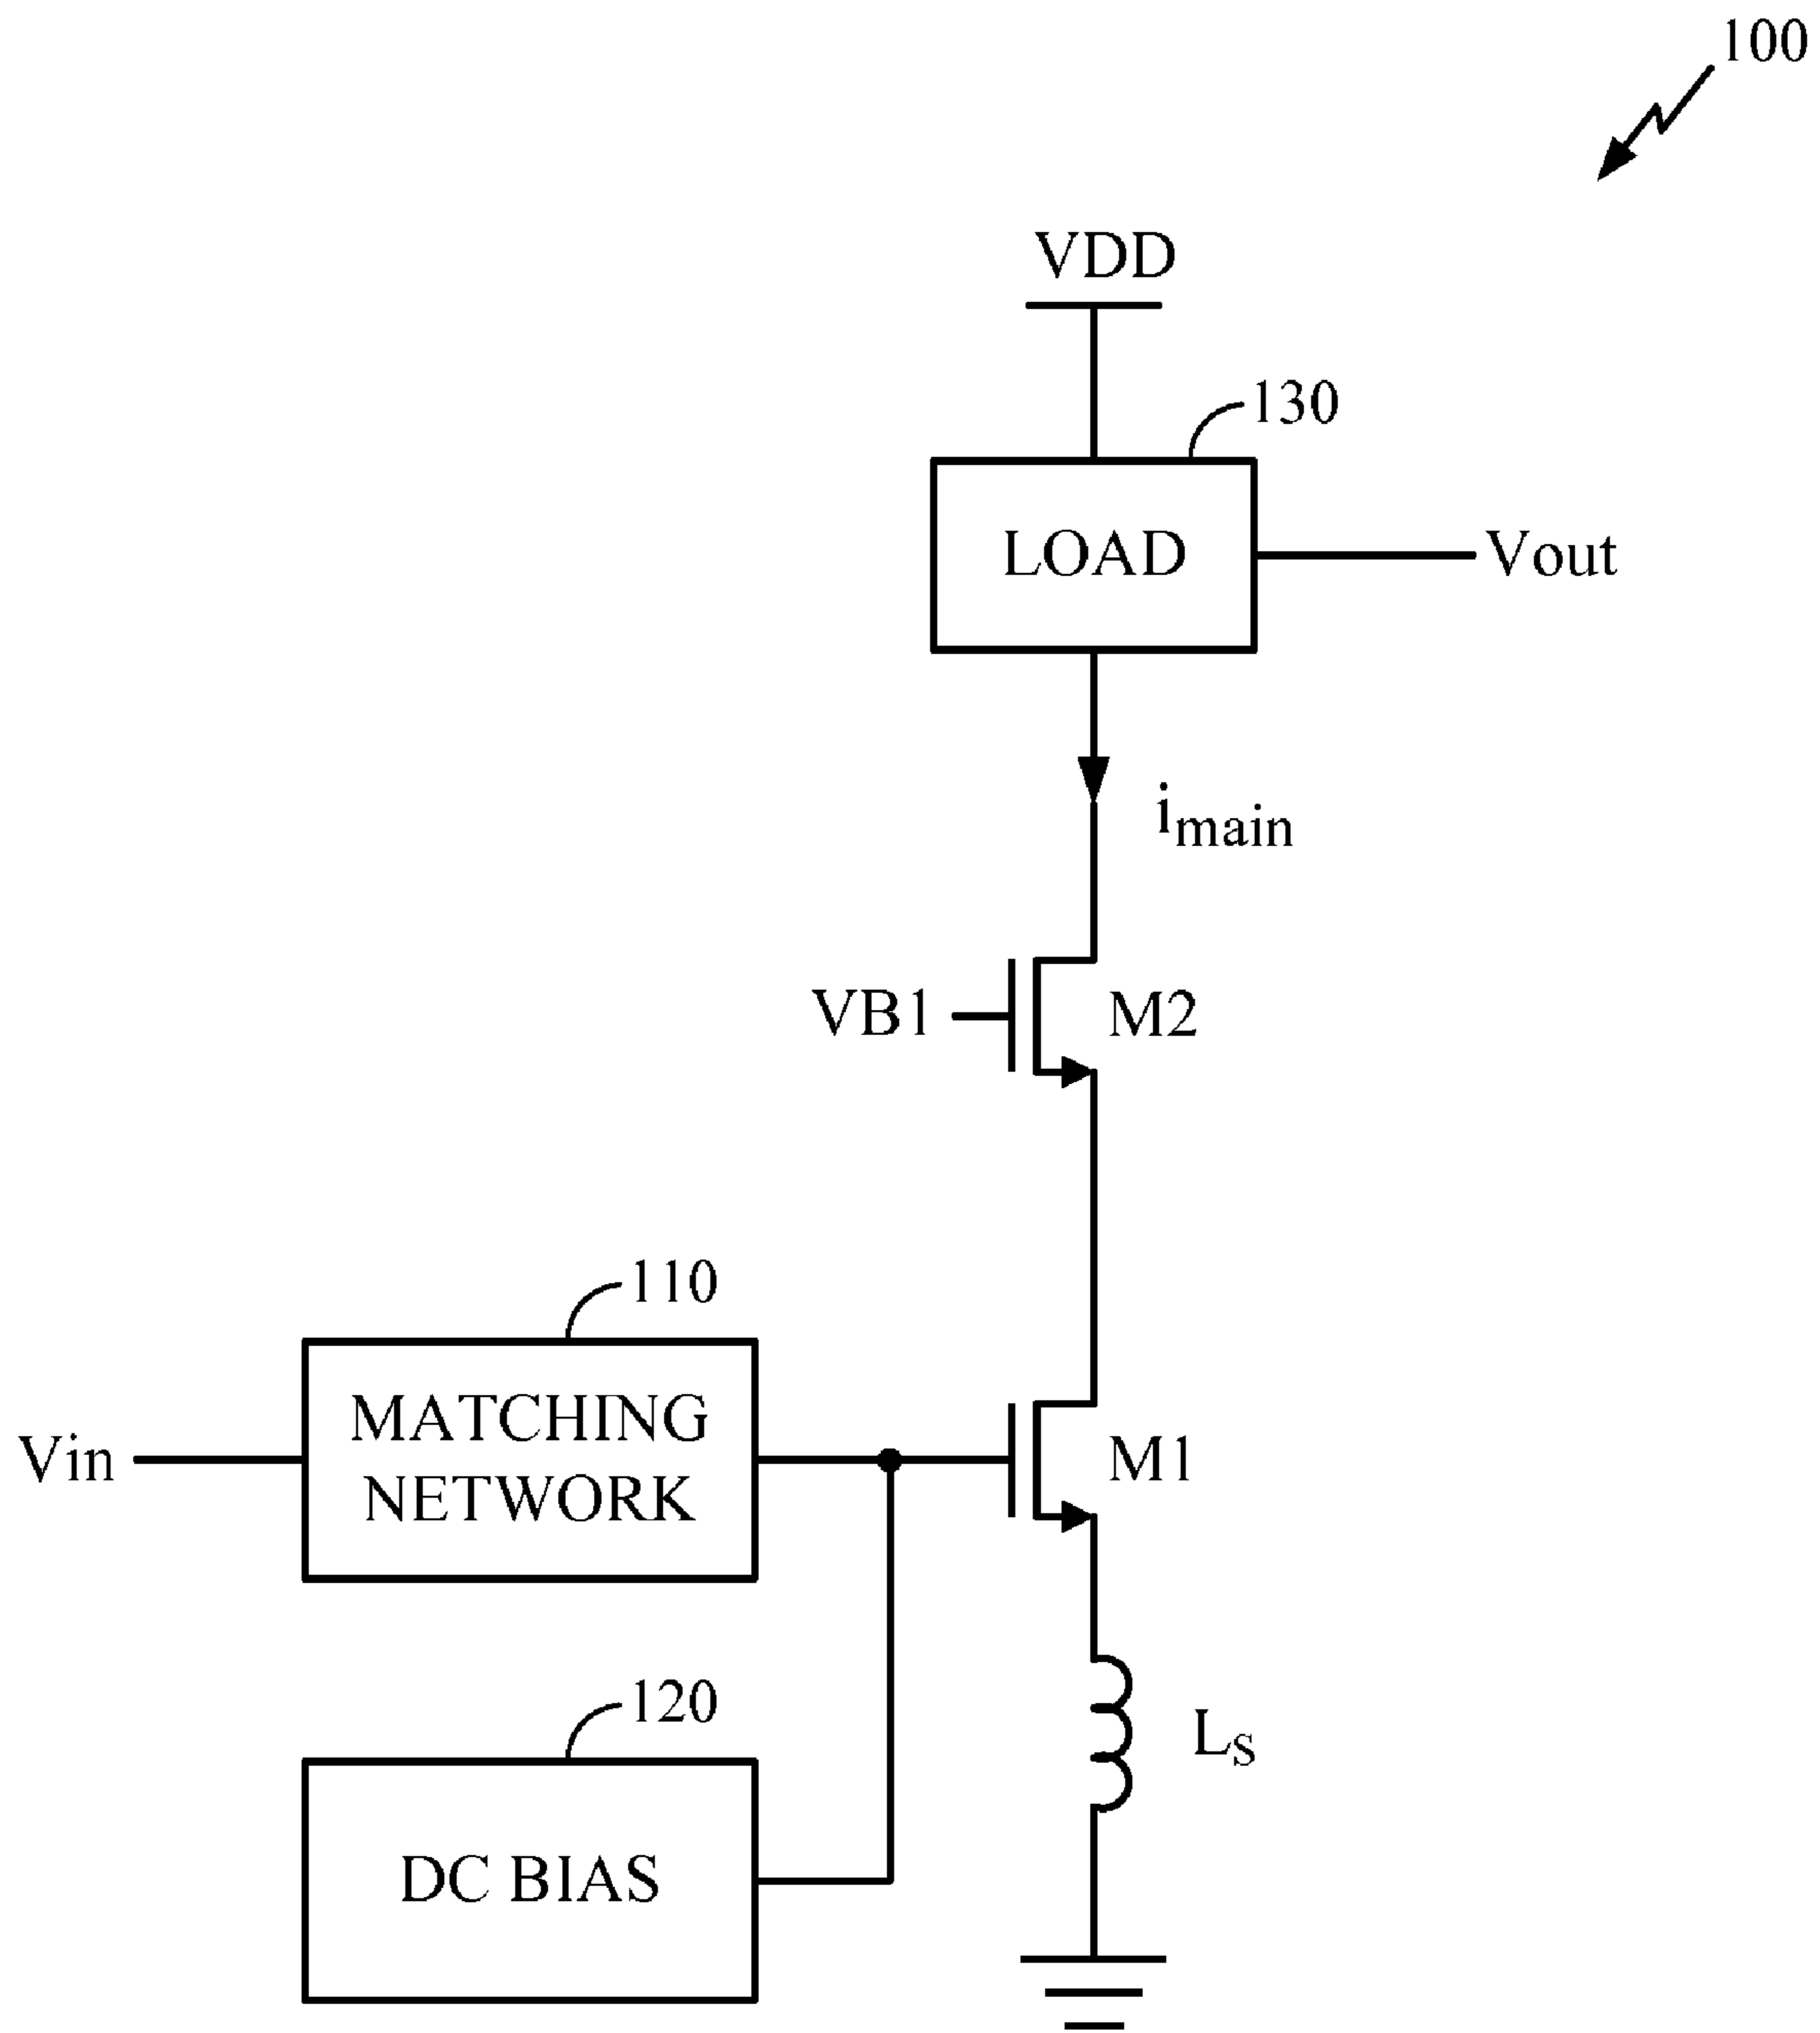 100
VDD
130
LOAD
Vout
imain
VB1
M2
110
MATCHING
NETWORK
Vin
M1
120
LS
DC BIAS